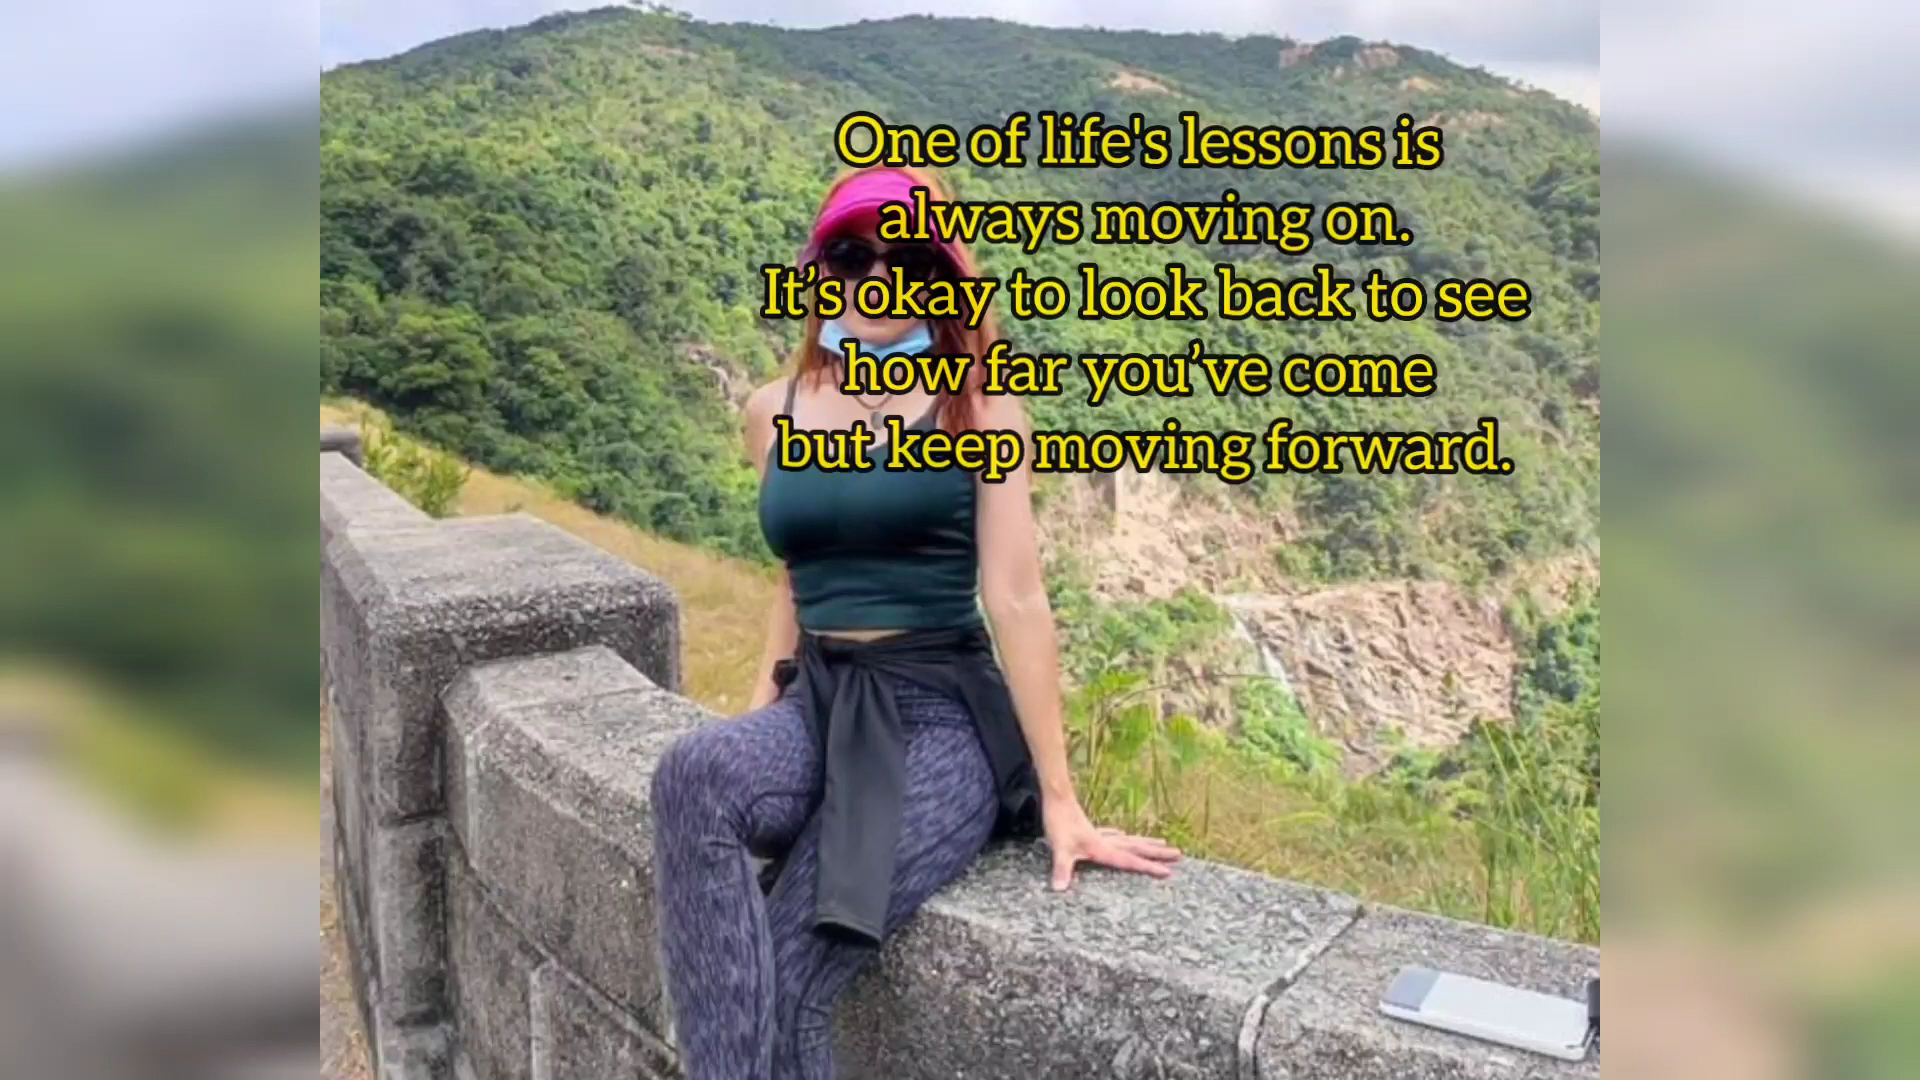 One of life's lessons is
always moving on.
It’s okay to look back to see
how far you’ve come
but keep moving forward.